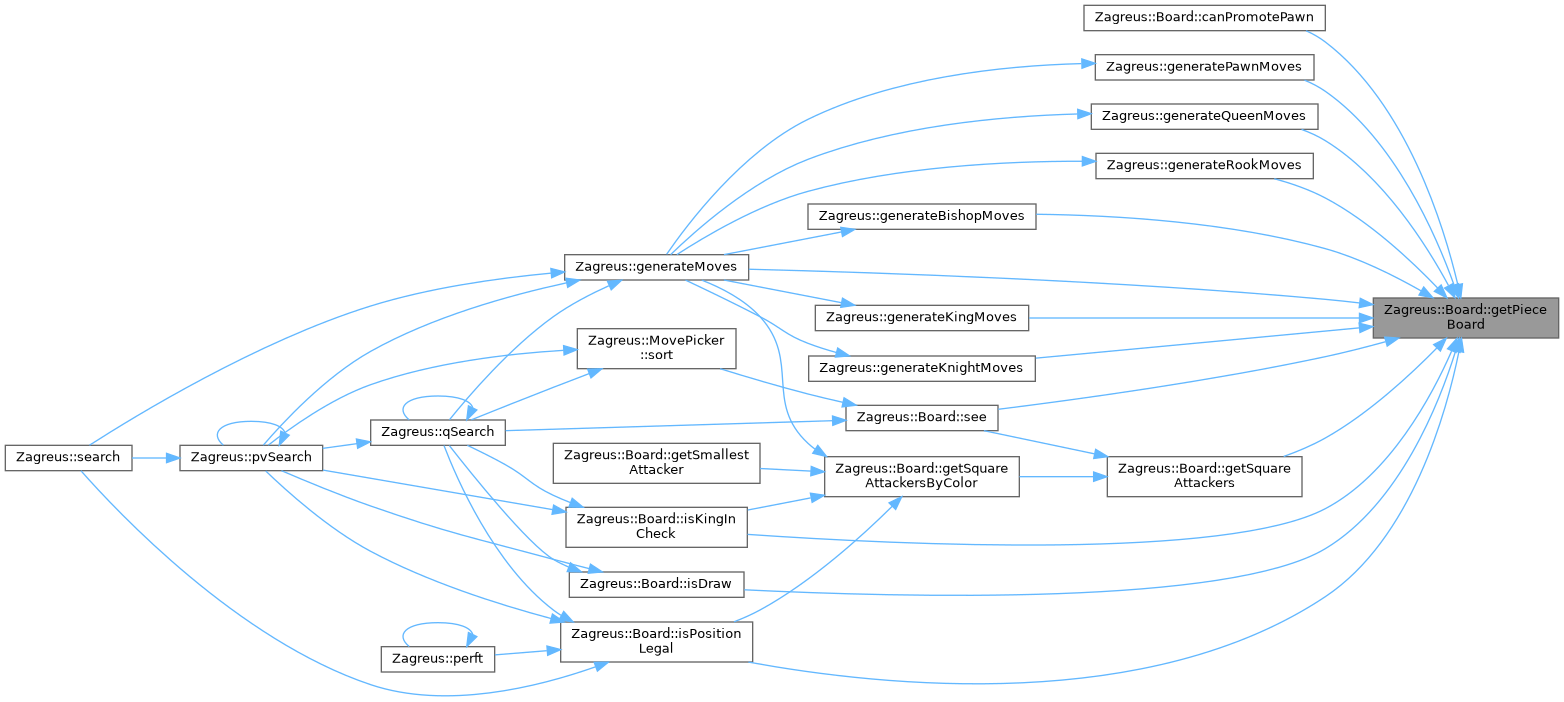 Zagreus::Board::canPromotePawn
Zagreus::generatePawnMoves
Zagreus::generateQueenMoves
Zagreus::generateRookMoves
Zagreus::generateBishopMoves
Zagreus::generateMoves
Zagreus::Board::getPiece
Board
Zagreus::generateKingMoves
Zagreus::MovePicker
::sort
Zagreus::generateKnightMoves
Zagreus::Board::see
Zagreus::qSearch
Zagreus::search
Zagreus::pvSearch
Zagreus::Board::getSmallest
Attacker
Zagreus::Board::getSquare
AttackersByColor
Zagreus::Board::getSquare
Attackers
Zagreus::Board::isKingIn
Check
Zagreus::Board::isDraw
Zagreus::Board::isPosition
Legal
Zagreus::perft